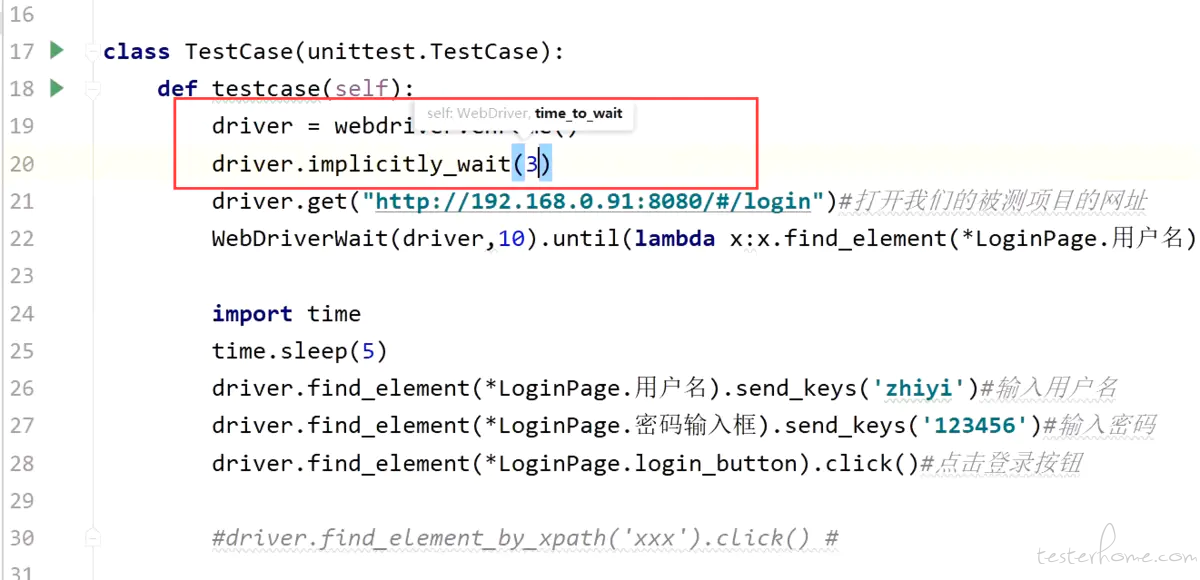 16
17 class TestCase(unittest.TestCase):
18 def testcase(self):
self: WebDriver, time_to_wait
19 driver = webdri
20 driver.implicitly_wait(3)
21 driver.get("http://192.168.0.91:8080/#/login")#打开我们的被测项目的网址
22 WebDriverWait(driver,10).until(lambda x:x.find_element(*LoginPage.用户名)
23
24 import time
25 time.sleep(5)
26 driver.find_element(*LoginPage.用户名).send_keys('zhiyi')#输入用户名
27 driver.find_element(*LoginPage.密码输入框).send_keys('123456')#输入密码
28 driver.find_element(*LoginPage.login_button).click()#点击登录按钮
29
30 #driver.find_element_by_xpath('xxx').click() #
31
testerhome.com